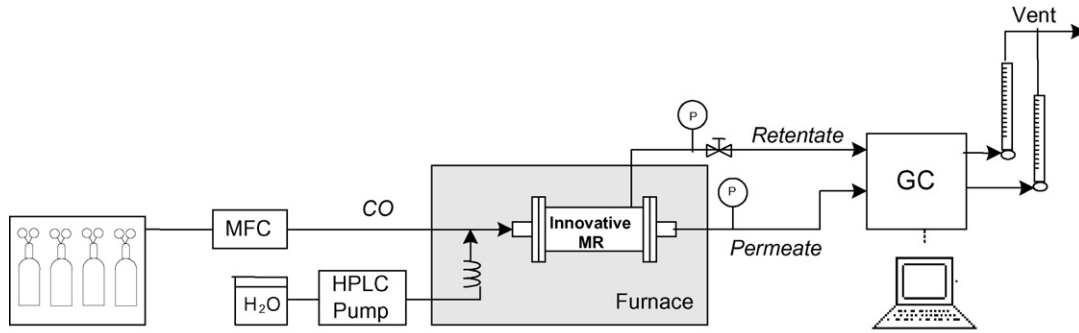 Vent
P
Retentate
GC
P
Permeate
CO
MFC
Innovative
MR
H₂O
HPLC
Pump
Furnace